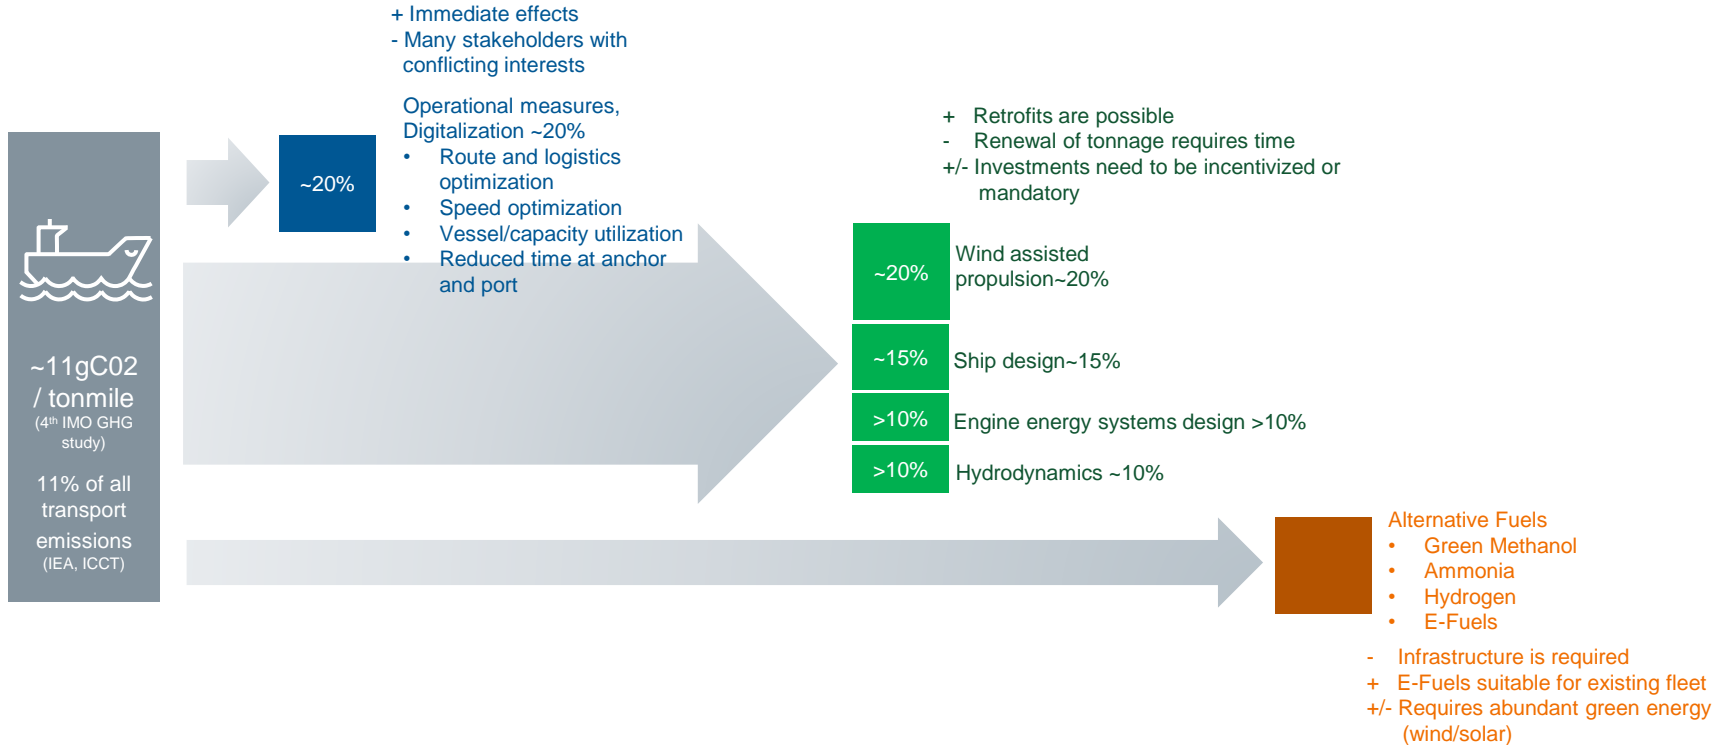 ~11gC02
/ tonmile
(4th IMO GHG
study)
11% of all
transport
emissions
(IEA, ICCT)
+ Immediate effects
- Many stakeholders with
conflicting interests
~20%
Operational measures,
Digitalization ~20%
• Route and logistics
optimization
• Speed optimization
• Vessel/capacity utilization
• Reduced time at anchor
and port
+ Retrofits are possible
- Renewal of tonnage requires time
+/- Investments need to be incentivized or
mandatory
~20%
Wind assisted
propulsion~20%
~15%
Ship design~15%
>10%
Engine energy systems design >10%
>10%
Hydrodynamics ~10%
Alternative Fuels
• Green Methanol
• Ammonia
• Hydrogen
• E-Fuels
- Infrastructure is required
+ E-Fuels suitable for existing fleet
+/- Requires abundant green energy
(wind/solar)